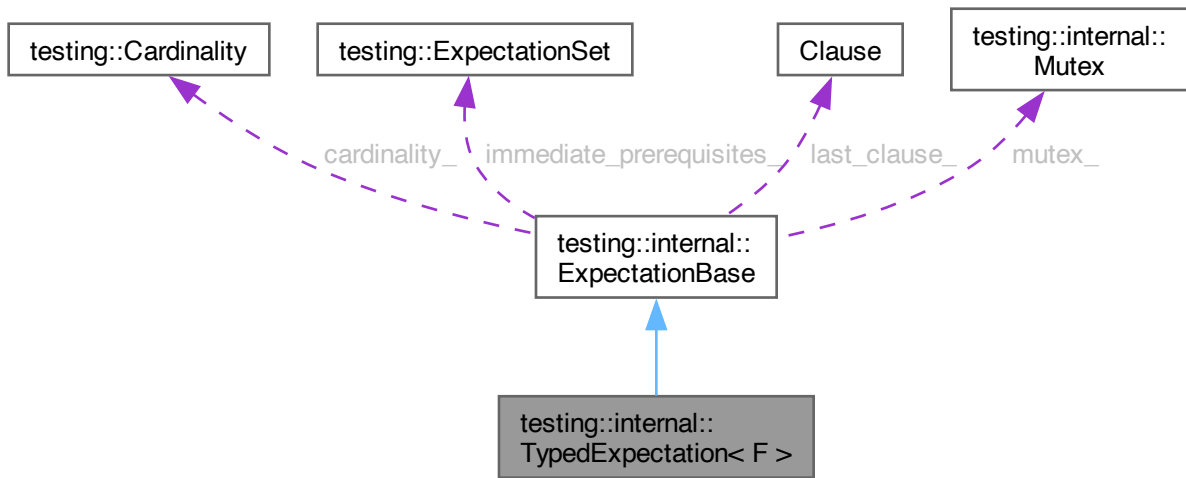 testing::Cardinality
testing::ExpectationSet
Clause
testing::internal::
Mutex
cardinality_
immediate_prerequisites_
last_clause_
mutex_
testing::internal::
ExpectationBase
testing::internal::
TypedExpectation< F >